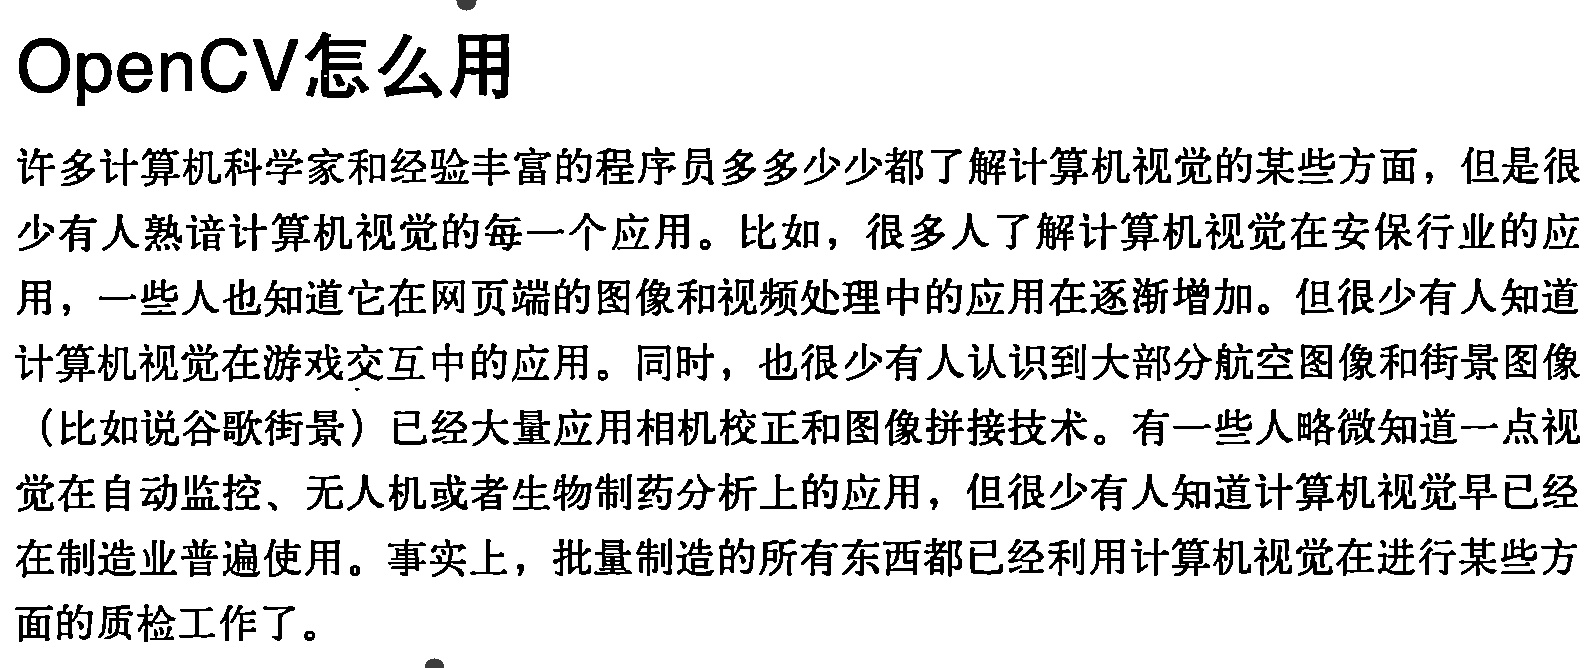 OpenCV怎么用
许多计算机科学家和经验丰富的程序员多多少少都了解计算机视觉的某些方面，但是很
少有人熟谙计算机视觉的每一个应用。比如，很多人了解计算机视觉在安保行业的应
用，一些人也知道它在网页端的图像和视频处理中的应用在逐渐增加。但很少有人知道
计算机视觉在游戏交互中的应用。同时，也很少有人认识到大部分航空图像和街景图像
（比如说谷歌街景）已经大量应用相机校正和图像拼接技术。有一些人略微知道一点视
觉在自动监控、无人机或者生物制药分析上的应用，但很少有人知道计算机视觉早已经
在制造业普遍使用。事实上，批量制造的所有东西都已经利用计算机视觉在进行某些方
面的质检工作了。